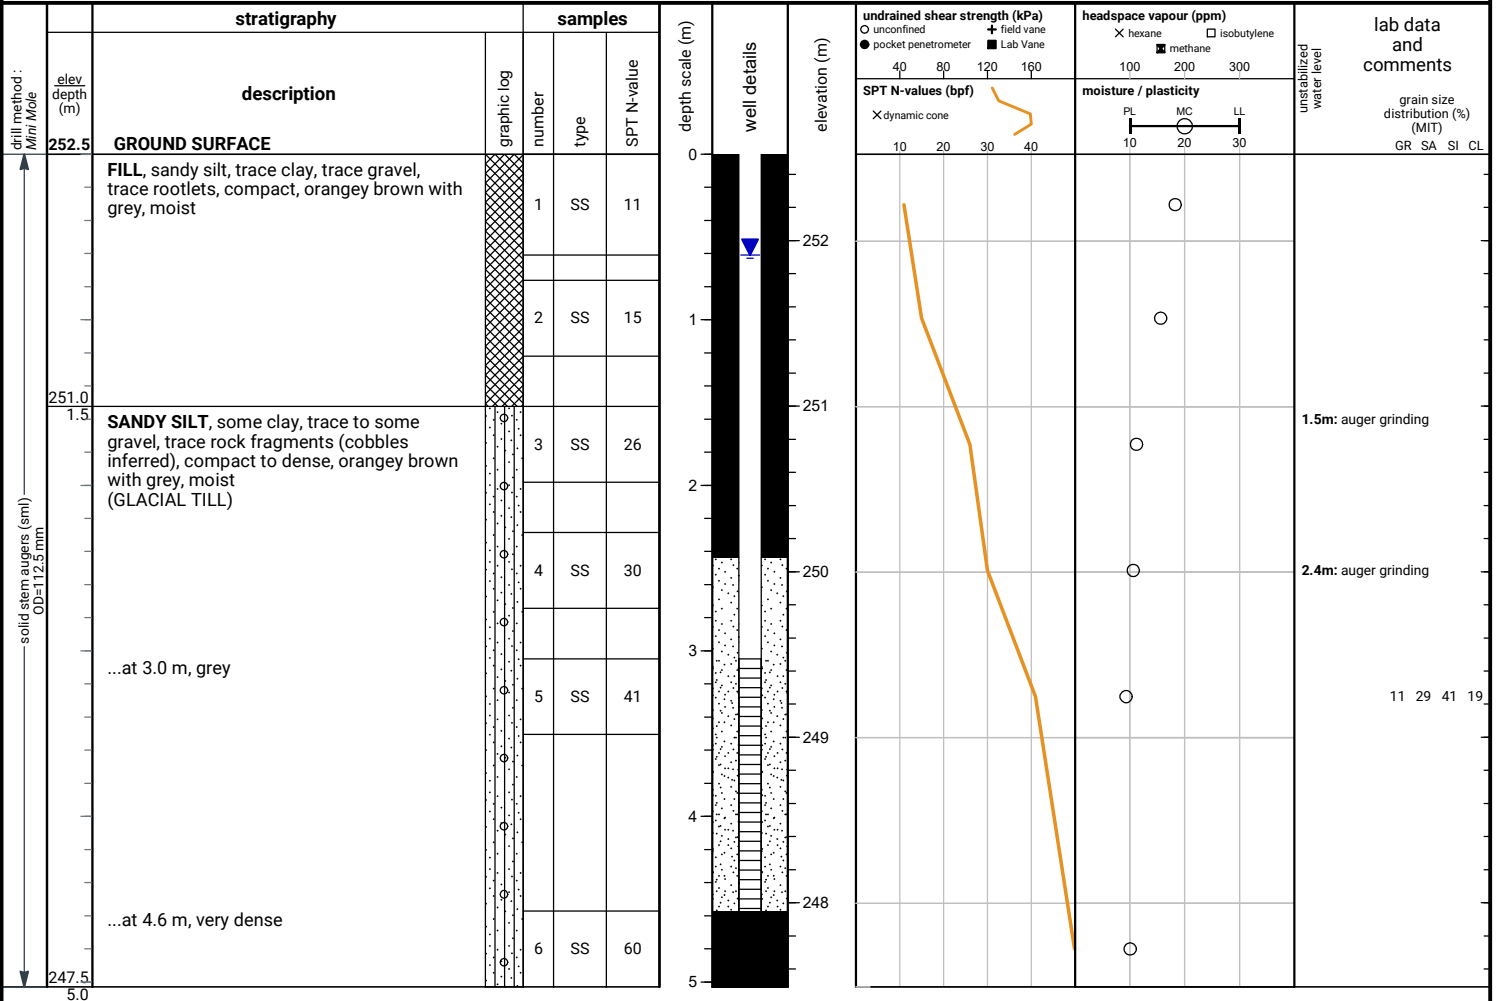 stratigraphy
samples
drill method :
Mini Mole
elev
depth
(m)
description
graphic log
number
type
SPT N-value
depth scale (m)
well details
elevation (m)
undrained shear strength (kPa)
unconfined
field vane
pocket penetrometer
Lab Vane
40 80 120 160
SPT N-values (bpf)
dynamic cone
10 20 30 40
headspace vapour (ppm)
hexane
isobutylene
methane
100 200 300
moisture / plasticity
PL MC LL
10 20 30
unstabilized
water level
lab data
and
comments
grain size
distribution (%)
(MIT)
GR SA SI CL
252.5 GROUND SURFACE
FILL, sandy silt, trace clay, trace gravel,
trace rootlets, compact, orangey brown with
grey, moist
1 SS 11
2 SS 15
251.0
1.5
SANDY SILT, some clay, trace to some
gravel, trace rock fragments (cobbles
inferred), compact to dense, orangey brown
with grey, moist
(GLACIAL TILL)
3 SS 26
4 SS 30
...at 3.0 m, grey
5 SS 41
...at 4.6 m, very dense
6 SS 60
247.5
5.0
solid stem augers (sml)
OD=112.5 mm
0
1
2
3
4
5
252
251
250
249
248
1.5m: auger grinding
2.4m: auger grinding
11 29 41 19